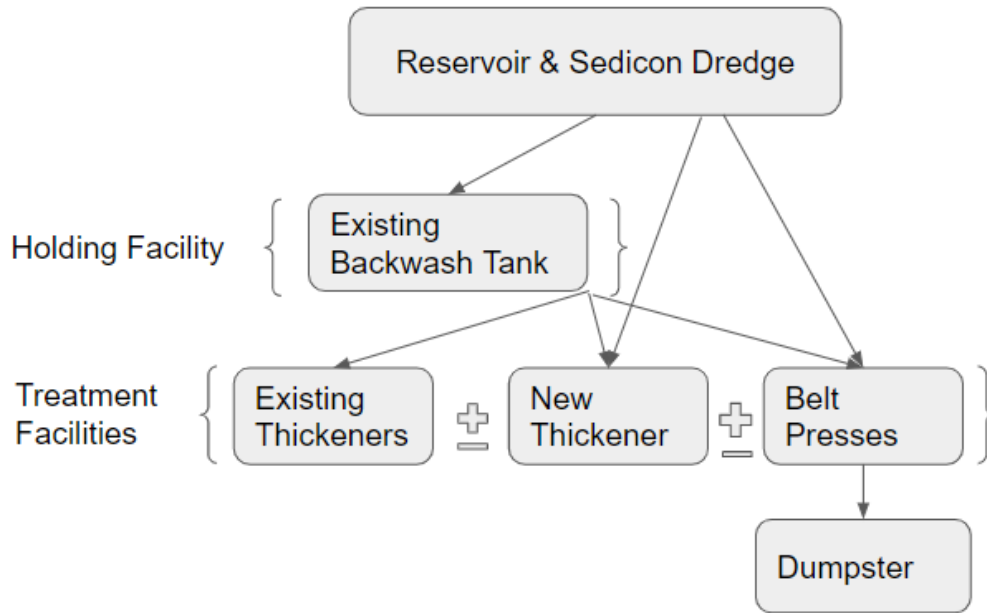 Reservoir & Sedicon Dredge
Holding Facility
Existing
Backwash Tank
Treatment
Facilities
Existing
Thickeners
±
New
Thickener
±
Belt
Presses
Dumpster